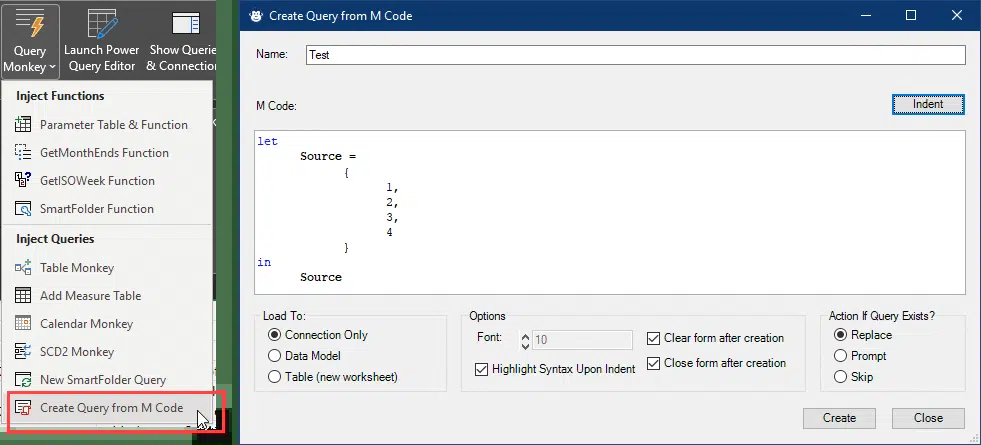 Query
Monkey
Launch Power
Query Editor
Show Querie
& Connection
Inject Functions
Parameter Table & Function
GetMonthEnds Function
GetISOWeek Function
SmartFolder Function
Inject Queries
Table Monkey
Add Measure Table
Calendar Monkey
SCD2 Monkey
New SmartFolder Query
Create Query from M Code
Create Query from M Code
Name:
Test
M Code:
Indent
let
Source =
{
1,
2,
3,
4
}
in
Source
Load To:
Connection Only
Data Model
Table (new worksheet)
Options
Font:
10
Highlight Syntax Upon Indent
Clear form after creation
Close form after creation
Action If Query Exists?
Replace
Prompt
Skip
Create
Close